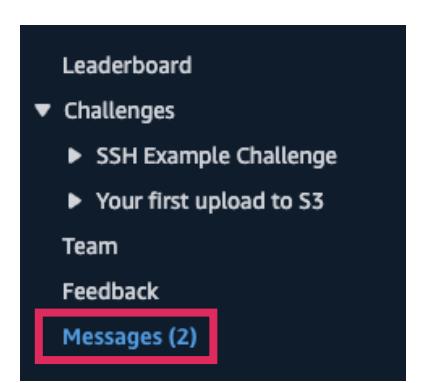 Leaderboard
Challenges
SSH Example Challenge
Your first upload to S3
Team
Feedback
Messages (2)